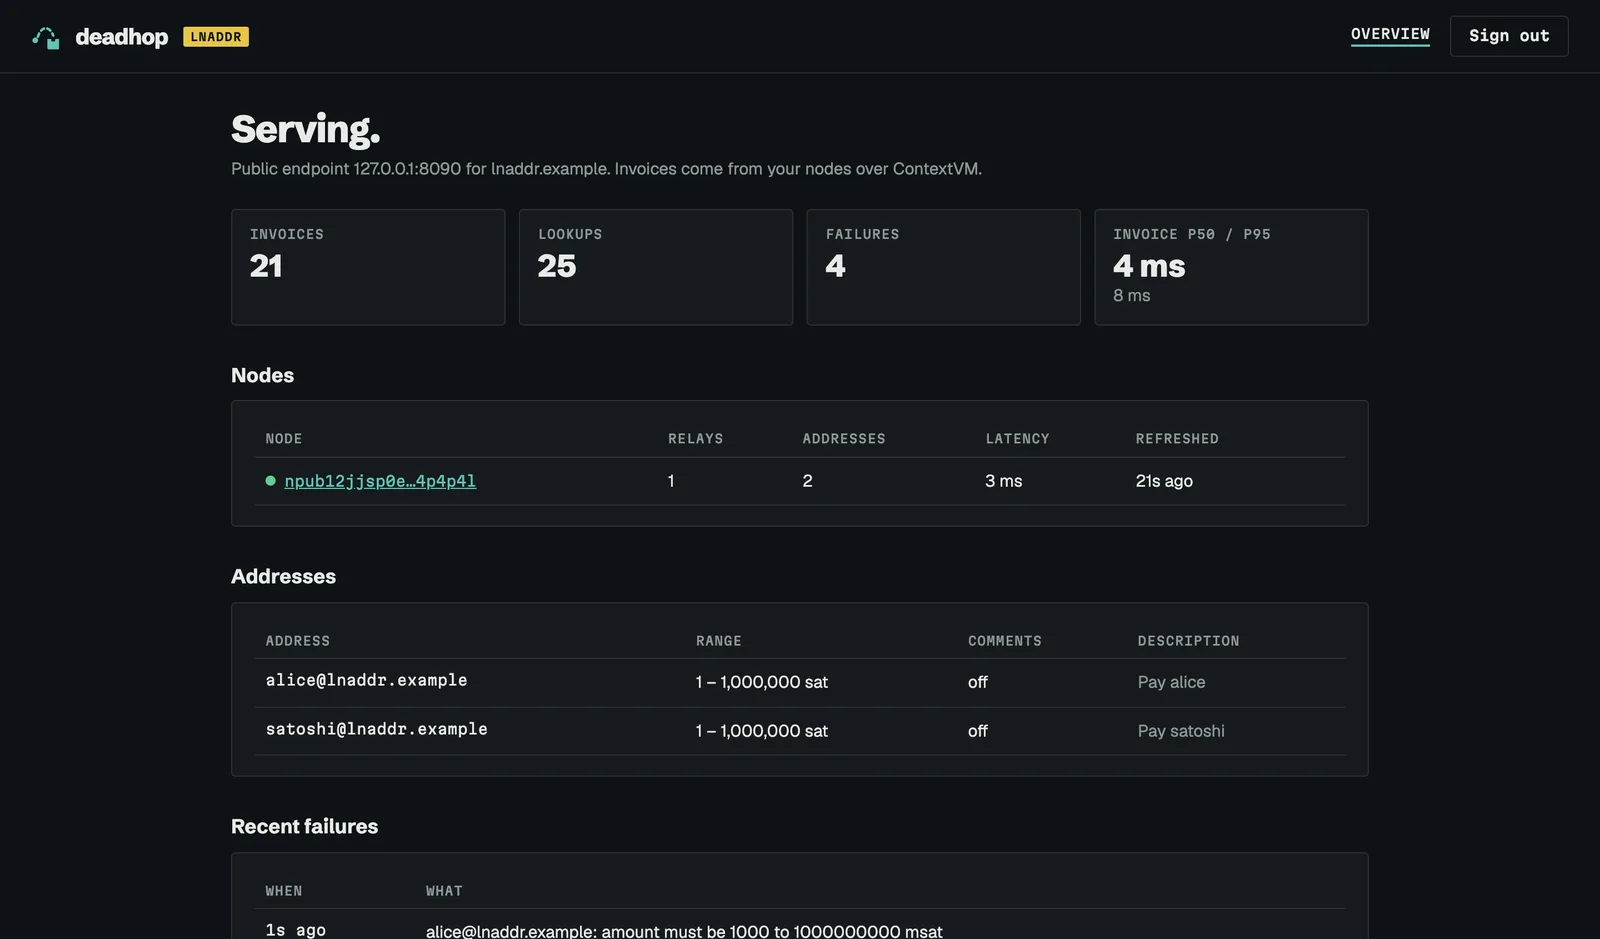 deadhop LNADDR OVERVIEW Sign out
Serving.
Public endpoint 127.0.0.1:8090 for lnaddr.example. Invoices come from your nodes over ContextVM.
INVOICES LOOKUPS FAILURES INVOICE P50 / P95
21 25 4 4 ms
8 ms
Nodes
NODE RELAYS ADDRESSES LATENCY REFRESHED
npub12jjsp0e…4p4p4l 1 2 3 ms 21s ago
Addresses
ADDRESS RANGE COMMENTS DESCRIPTION
alice@lnaddr.example 1 – 1,000,000 sat off Pay alice
satoshi@lnaddr.example 1 – 1,000,000 sat off Pay satoshi
Recent failures
WHEN WHAT
1s ago alice@lnaddr.example: amount must be 1000 to 1000000000 msat